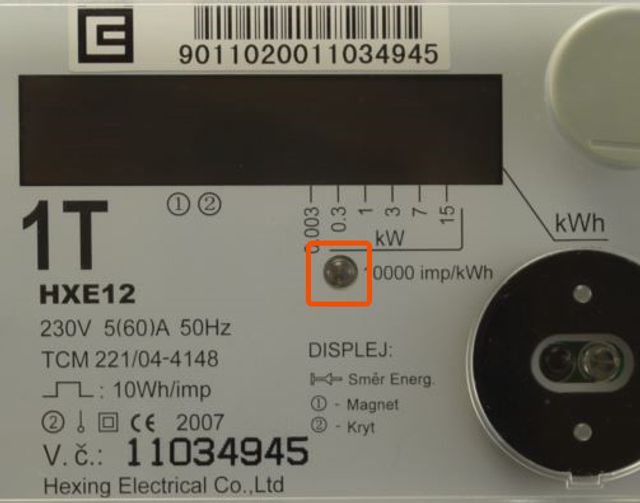 9011020011034945
1T
① ②
0.003 0.3 1 3 7 15
kW
kWh
10000 imp/kWh
HXE12
230V 5(60)A 50Hz
TCM 221/04-4148
: 10Wh/imp
② CE 2007
V. č.: 11034945
Hexing Electrical Co.,Ltd
DISPLEJ:
Směr Energ.
① - Magnet
② - Kryt